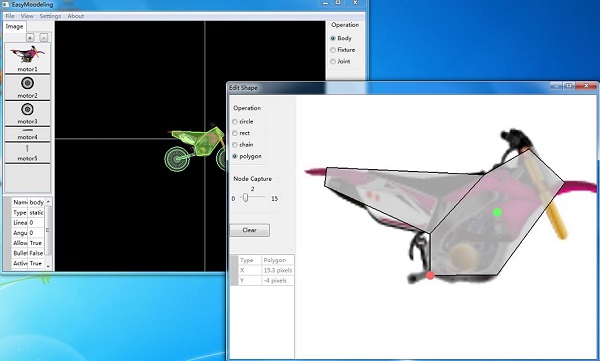 EasyMoodeling
File View Settings About
Image
+ -
motor1
motor2
motor3
motor4
motor5
Name body
Type static
Linea 0
Angu 0
Allow True
Bullet False
Active True
Operation
Body
Fixture
Joint
Edit Shape
Operation
circle
rect
chain
polygon
Node Capture
2
0 15
Clear
Type Polygon
X 15.3 pixels
Y -4 pixels